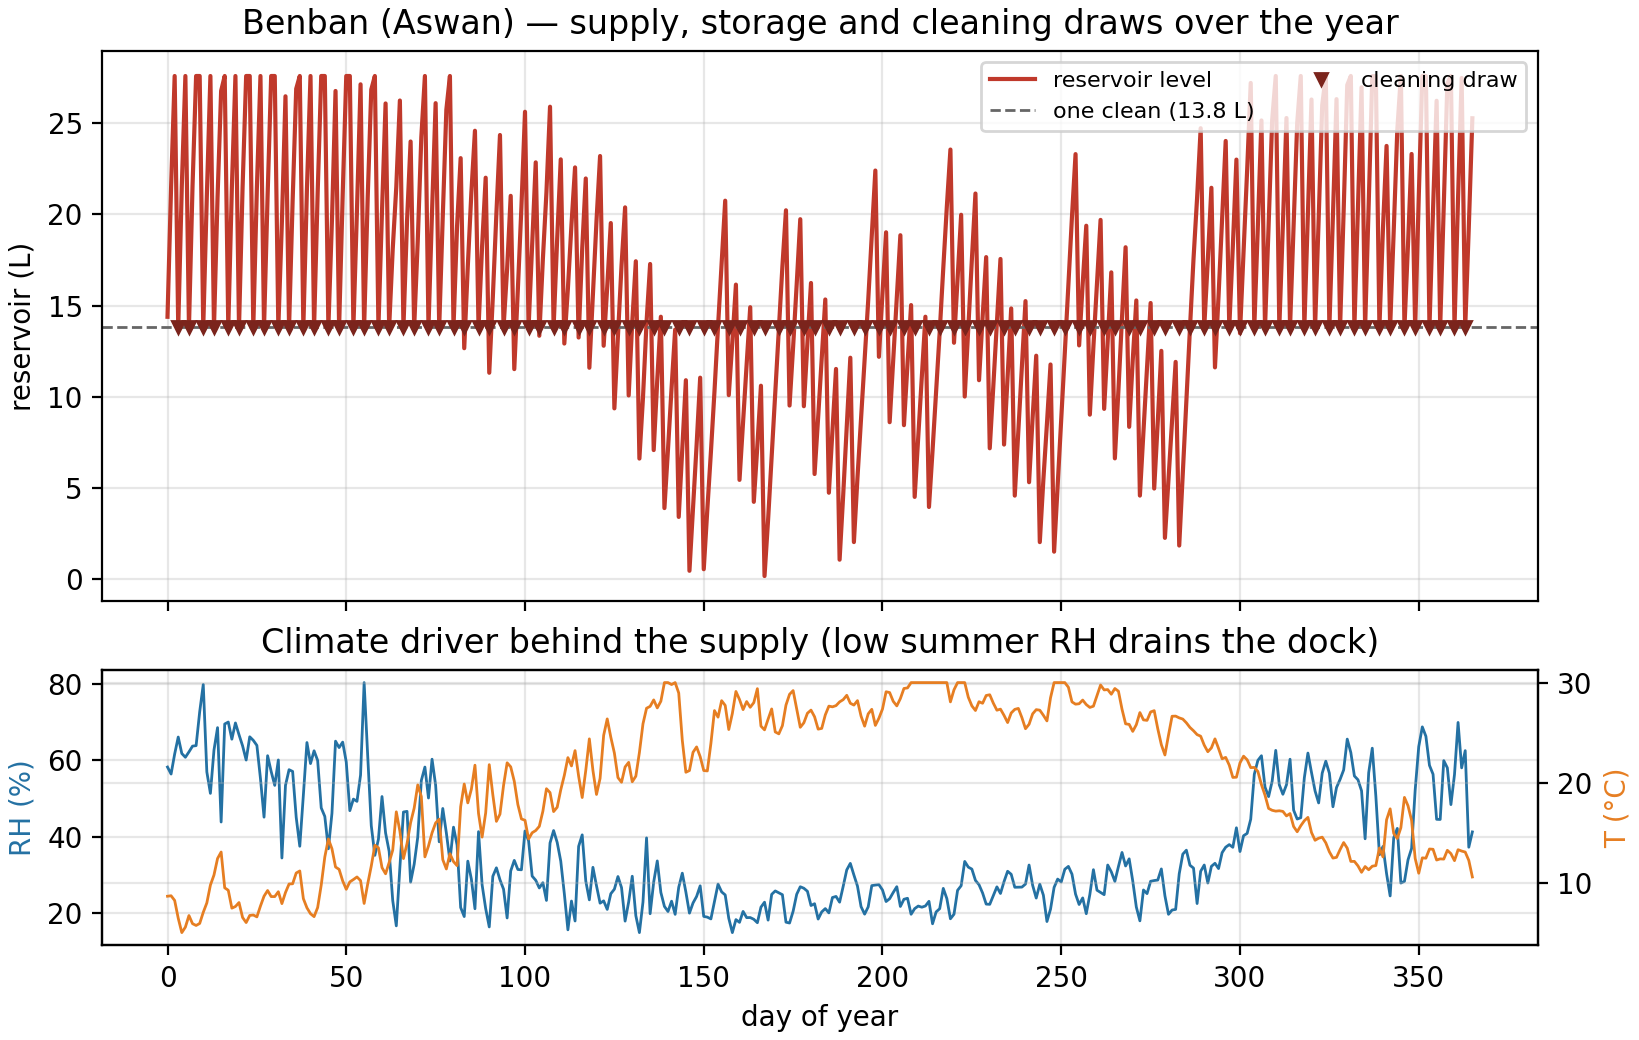 Benban (Aswan) — supply, storage and cleaning draws over the year
reservoir level
cleaning draw
one clean (13.8 L)
25
20
15
10
5
0
reservoir (L)
Climate driver behind the supply (low summer RH drains the dock)
80
60
40
20
RH (%)
30
20
10
T (°C)
0 50 100 150 200 250 300 350
day of year